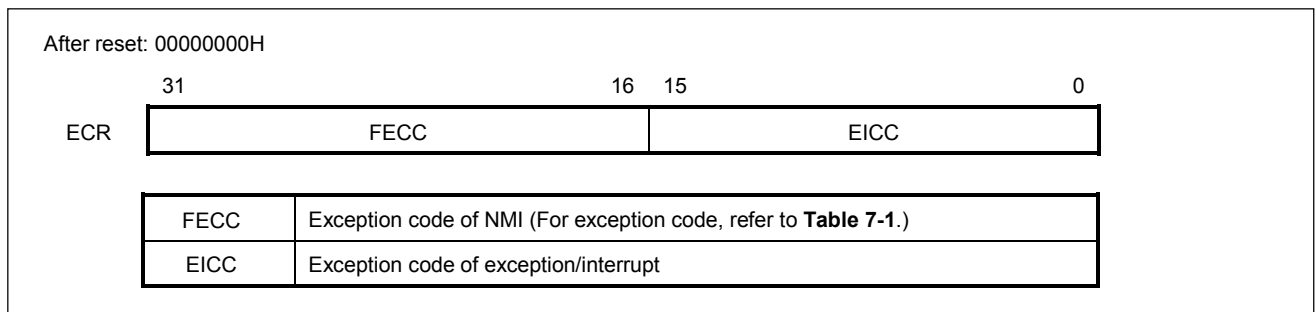 After reset: 00000000H
31 16 15 0
ECR FECC EICC
FECC Exception code of NMI (For exception code, refer to Table 7-1.)
EICC Exception code of exception/interrupt